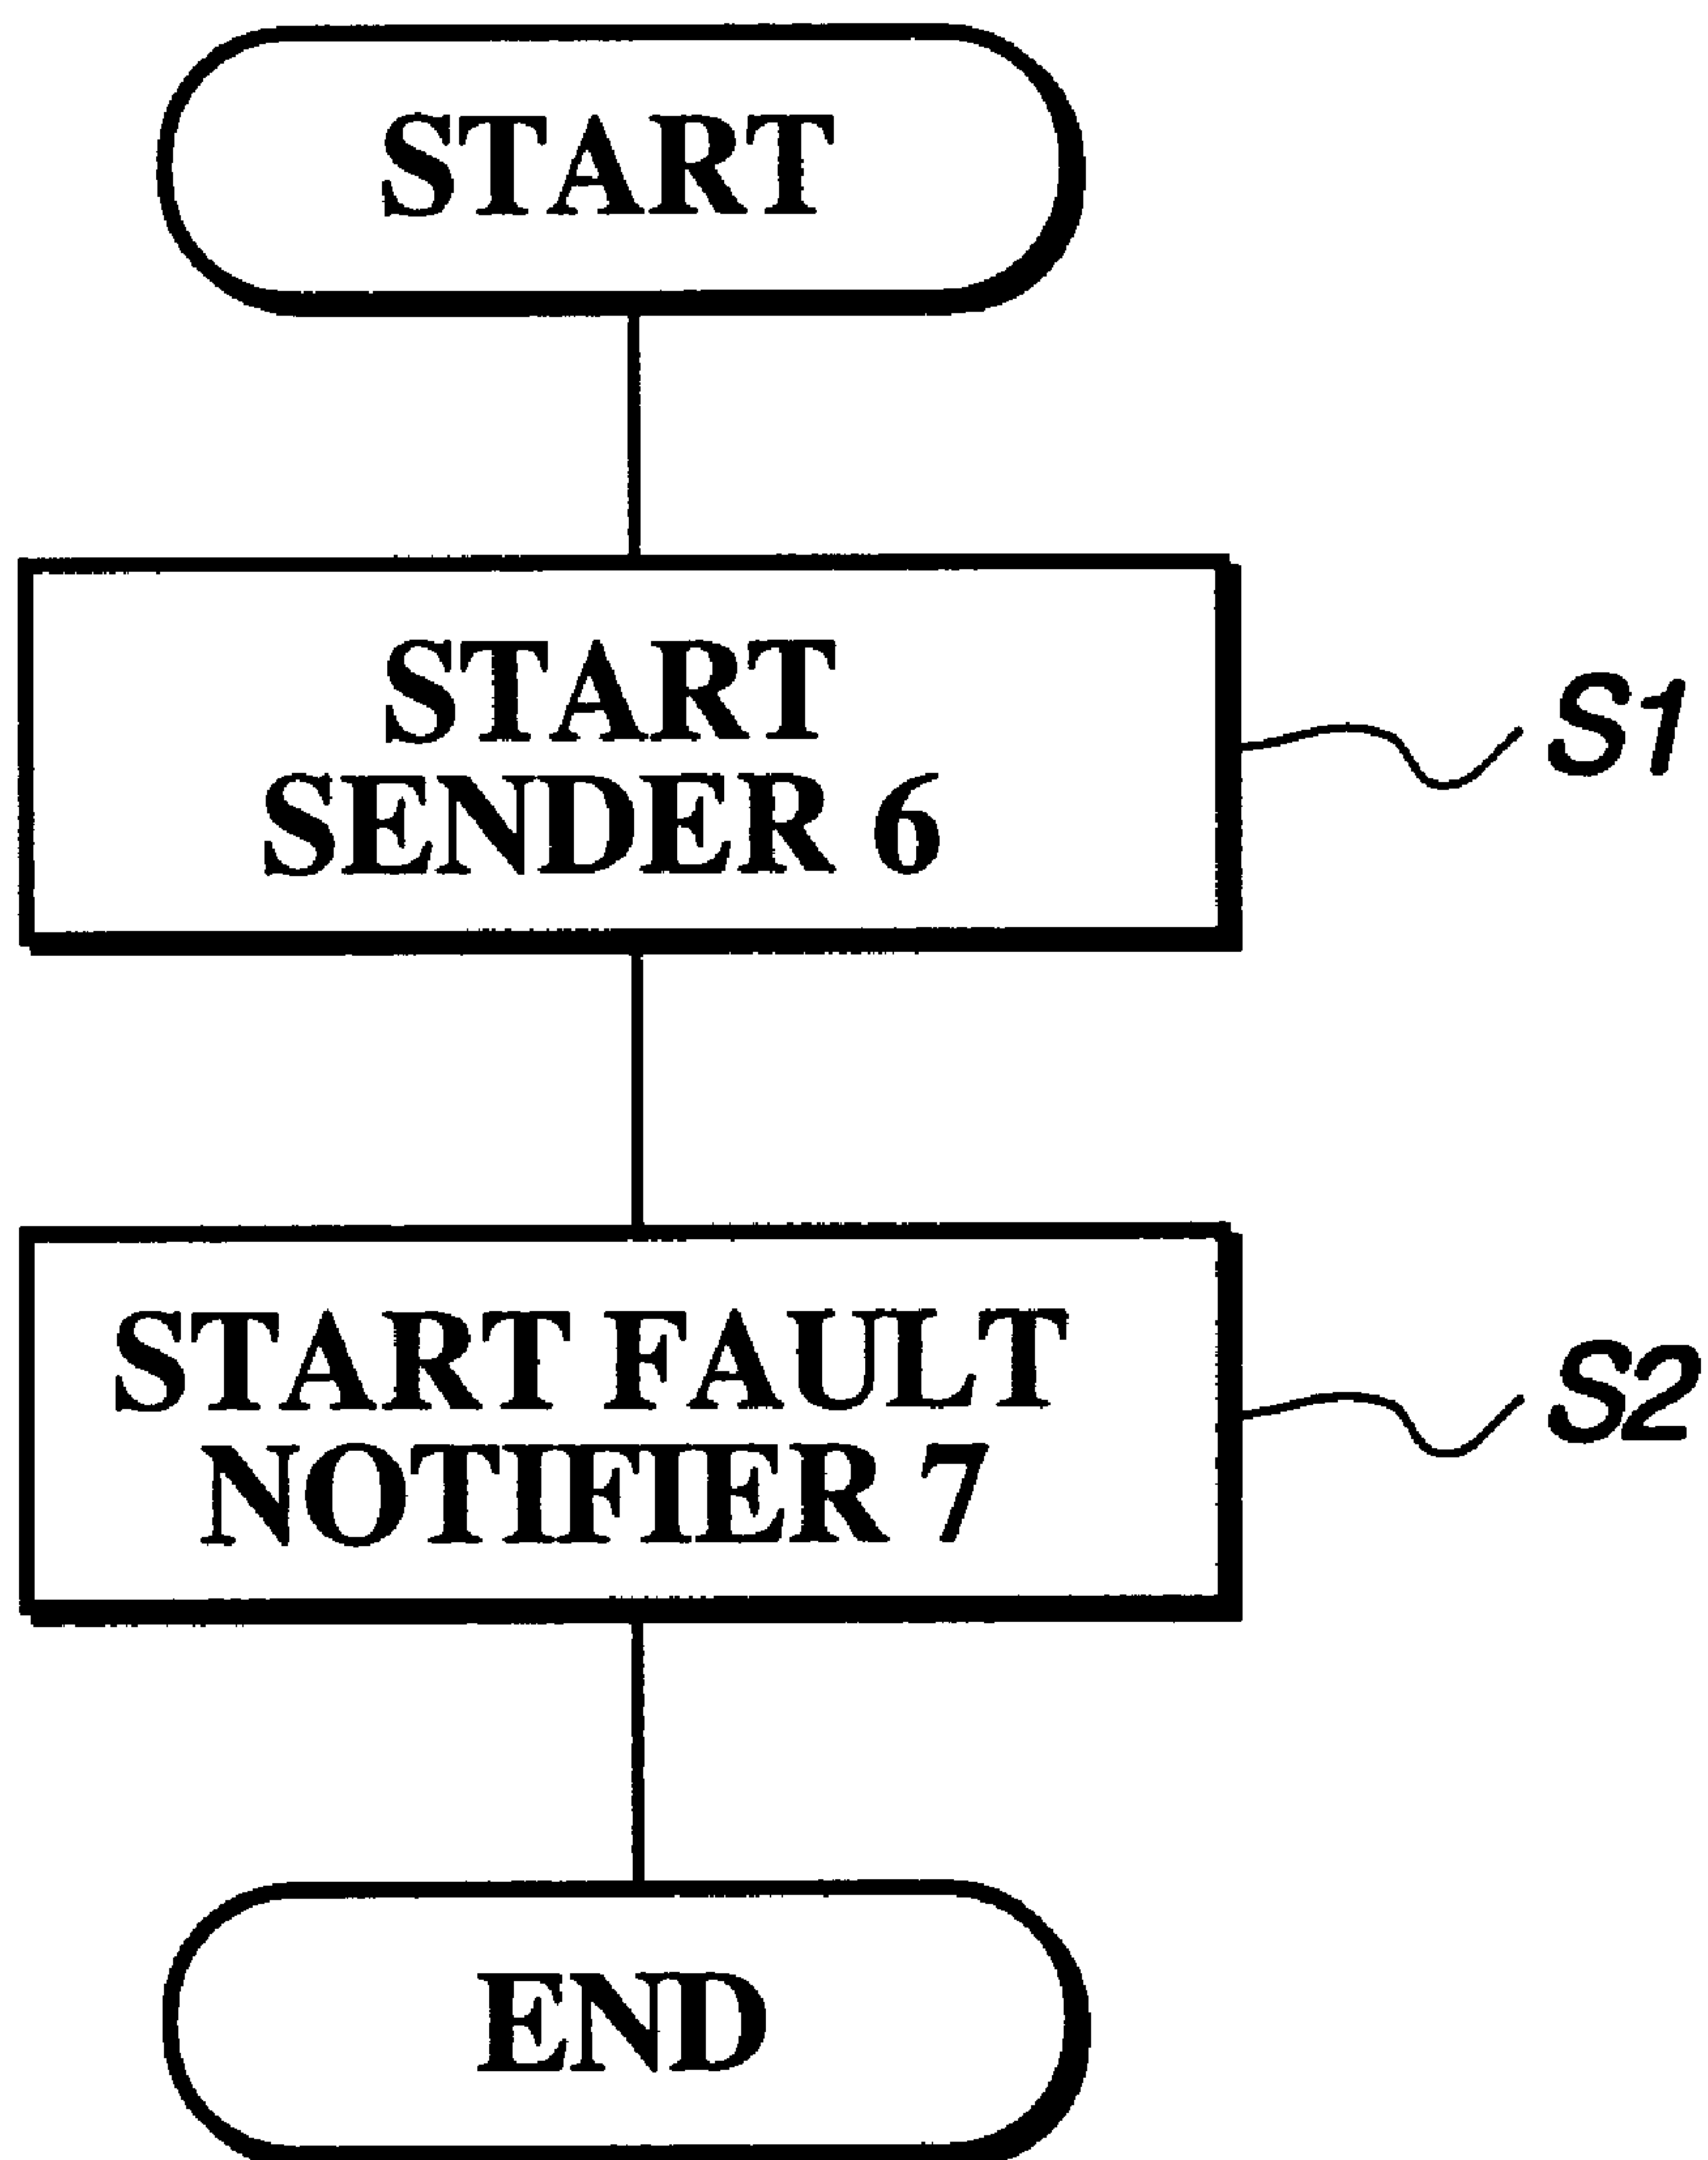 START
START
SENDER 6
S1
START FAULT
NOTIFIER 7
S2
END